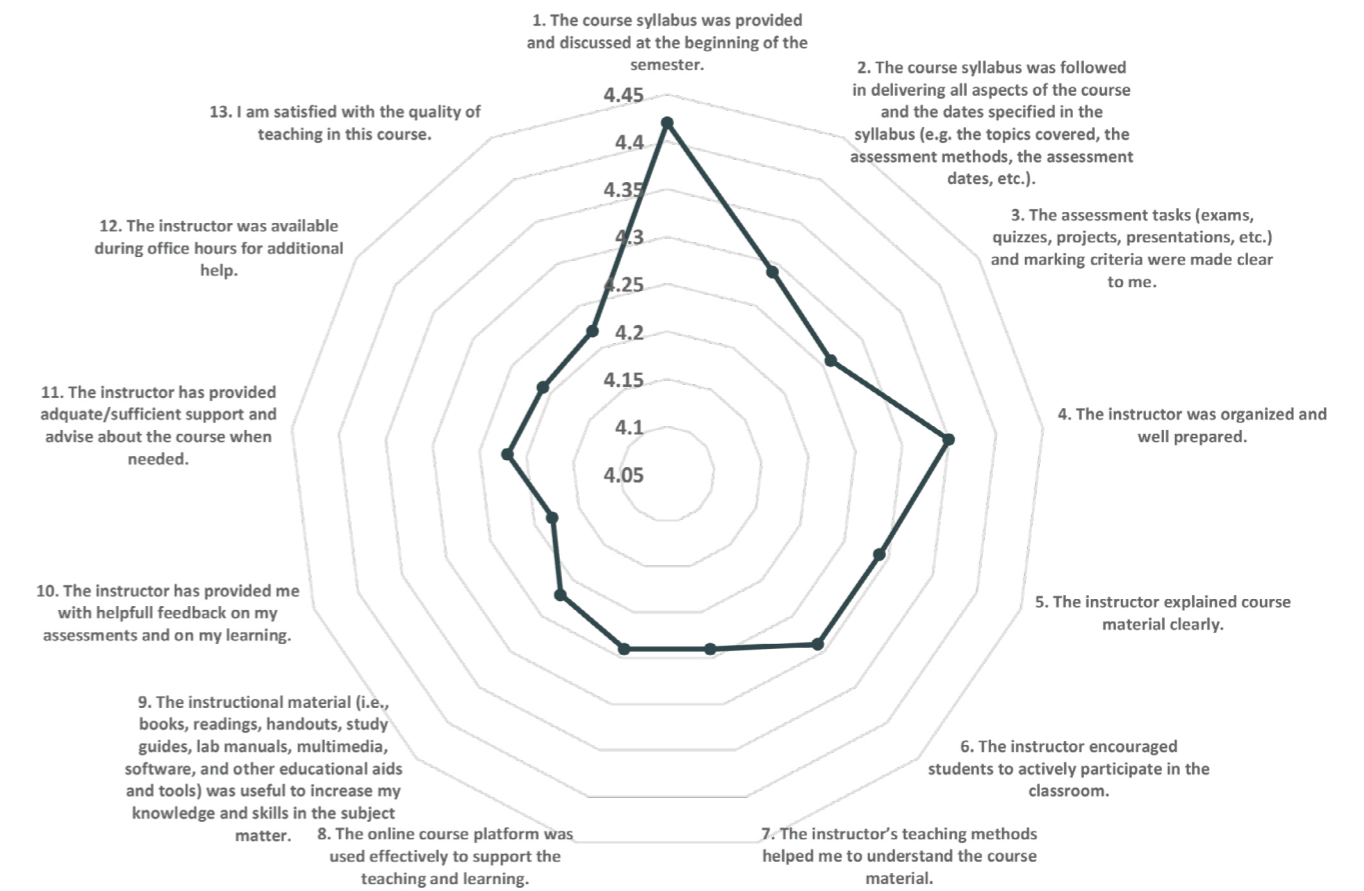 1. The course syllabus was provided
and discussed at the beginning of the
semester.
2. The course syllabus was followed
in delivering all aspects of the course
and the dates specified in the
syllabus (e.g. the topics covered, the
assessment methods, the assessment
dates, etc.).
3. The assessment tasks (exams,
quizzes, projects, presentations, etc.)
and marking criteria were made clear
to me.
4. The instructor was organized and
well prepared.
5. The instructor explained course
material clearly.
6. The instructor encouraged
students to actively participate in the
classroom.
7. The instructor's teaching methods
helped me to understand the course
material.
8. The online course platform was
used effectively to support the
teaching and learning.
9. The instructional material (i.e.,
books, readings, handouts, study
guides, lab manuals, multimedia,
software, and other educational aids
and tools) was useful to increase my
knowledge and skills in the subject
matter.
10. The instructor has provided me
with helpfull feedback on my
assessments and on my learning.
11. The instructor has provided
adquate/sufficient support and
advise about the course when
needed.
12. The instructor was available
during office hours for additional
help.
13. I am satisfied with the quality of
teaching in this course.
4.45
4.4
4.35
4.3
4.25
4.2
4.15
4.1
4.05